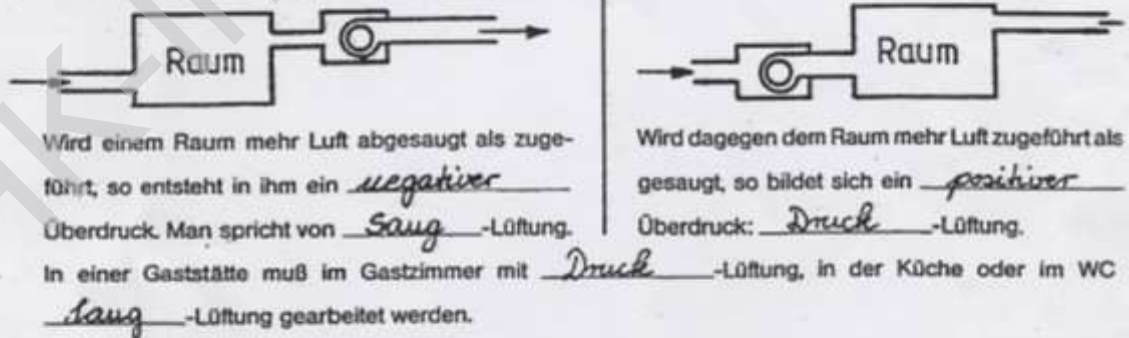 Raum
Wird einem Raum mehr Luft abgesaugt als zuge-
führt, so entsteht in ihm ein negativer
Überdruck. Man spricht von Saug-Lüftung.
Raum
Wird dagegen dem Raum mehr Luft zugeführt als
gesaugt, so bildet sich ein positiver
Überdruck: Druck-Lüftung.
In einer Gaststätte muß im Gastzimmer mit Druck-Lüftung, in der Küche oder im WC
Saug-Lüftung gearbeitet werden.